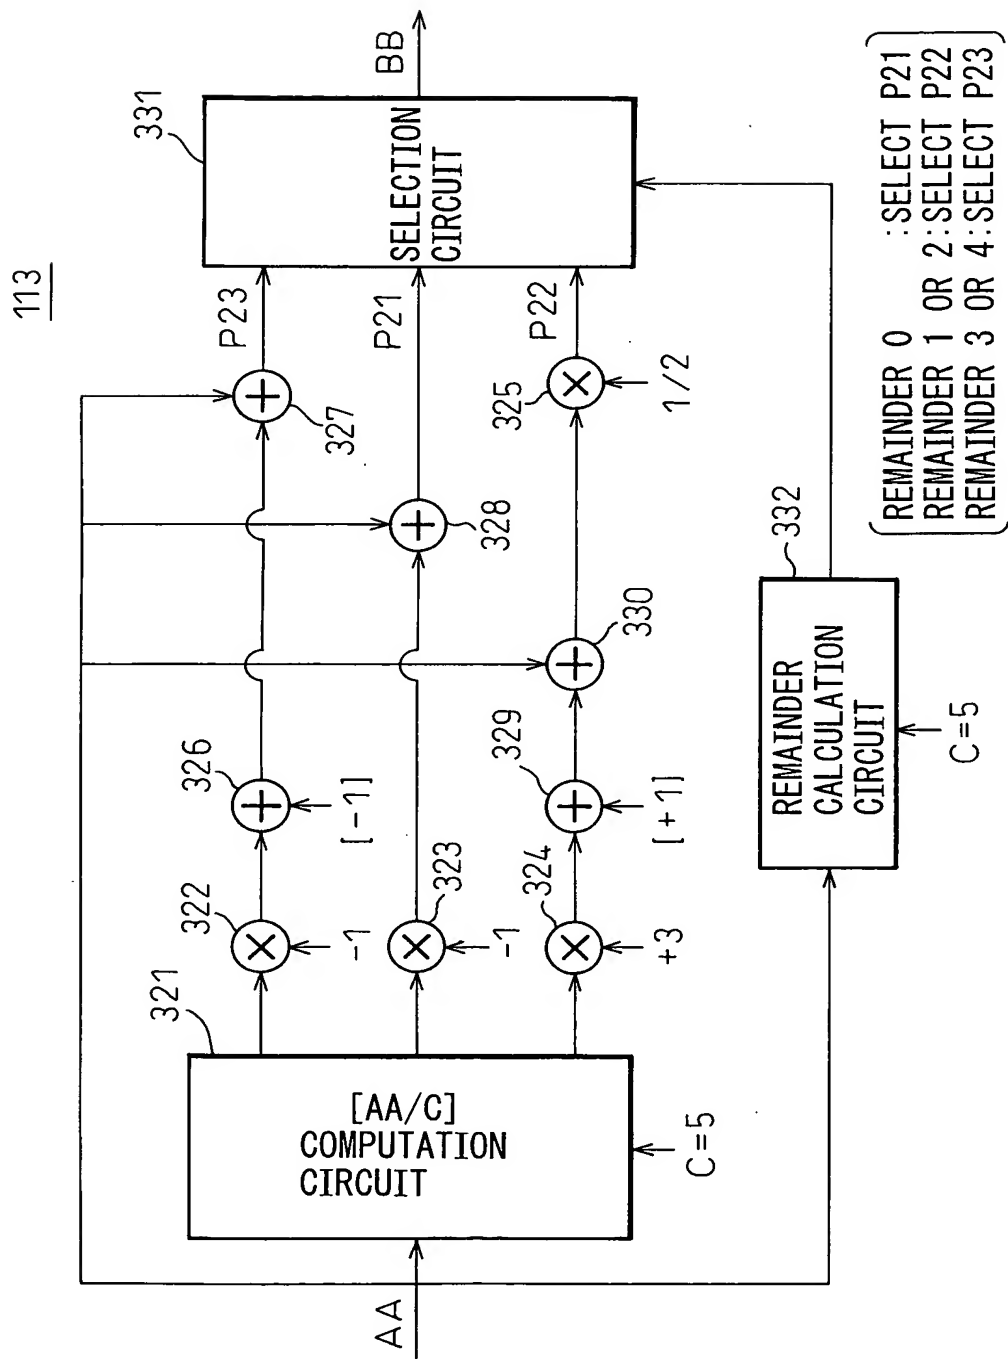 113
AA
321
[AA/C]
COMPUTATION
CIRCUIT
C=5
322
-1
326
[-1]
327
P23
323
-1
328
P21
324
+3
329
[+1]
330
325
1/2
P22
331
SELECTION
CIRCUIT
BB
332
REMAINDER
CALCULATION
CIRCUIT
C=5
REMAINDER 0 :SELECT P21
REMAINDER 1 OR 2:SELECT P22
REMAINDER 3 OR 4:SELECT P23